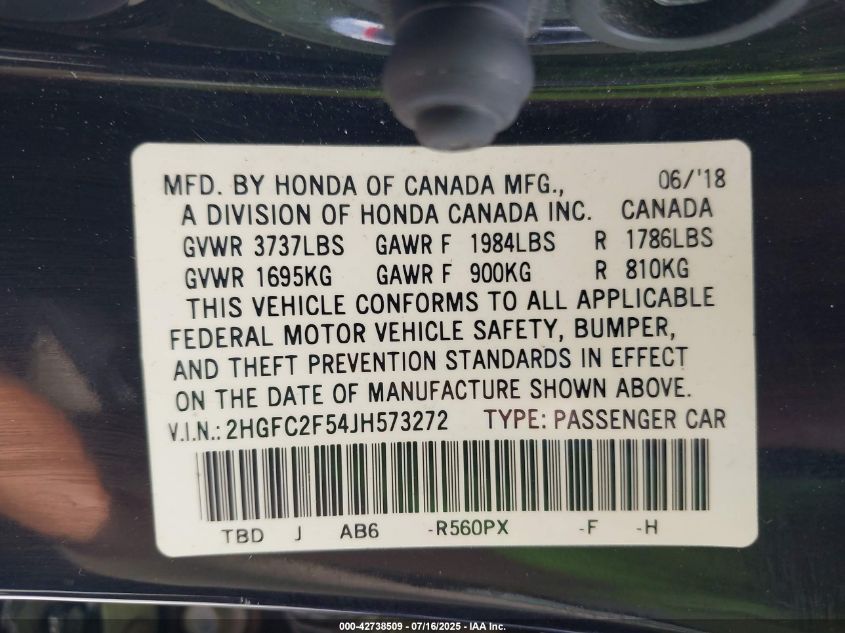 MFD. BY HONDA OF CANADA MFG., 06/'18
A DIVISION OF HONDA CANADA INC. CANADA
GVWR 3737LBS GAWR F 1984LBS R 1786LBS
GVWR 1695KG GAWR F 900KG R 810KG
THIS VEHICLE CONFORMS TO ALL APPLICABLE
FEDERAL MOTOR VEHICLE SAFETY, BUMPER,
AND THEFT PREVENTION STANDARDS IN EFFECT
ON THE DATE OF MANUFACTURE SHOWN ABOVE.
V.I.N.: 2HGFC2F54JH573272 TYPE: PASSENGER CAR
TBD J AB6 -R560PX -F -H
000-42738509 - 07/16/2025 - IAA Inc.